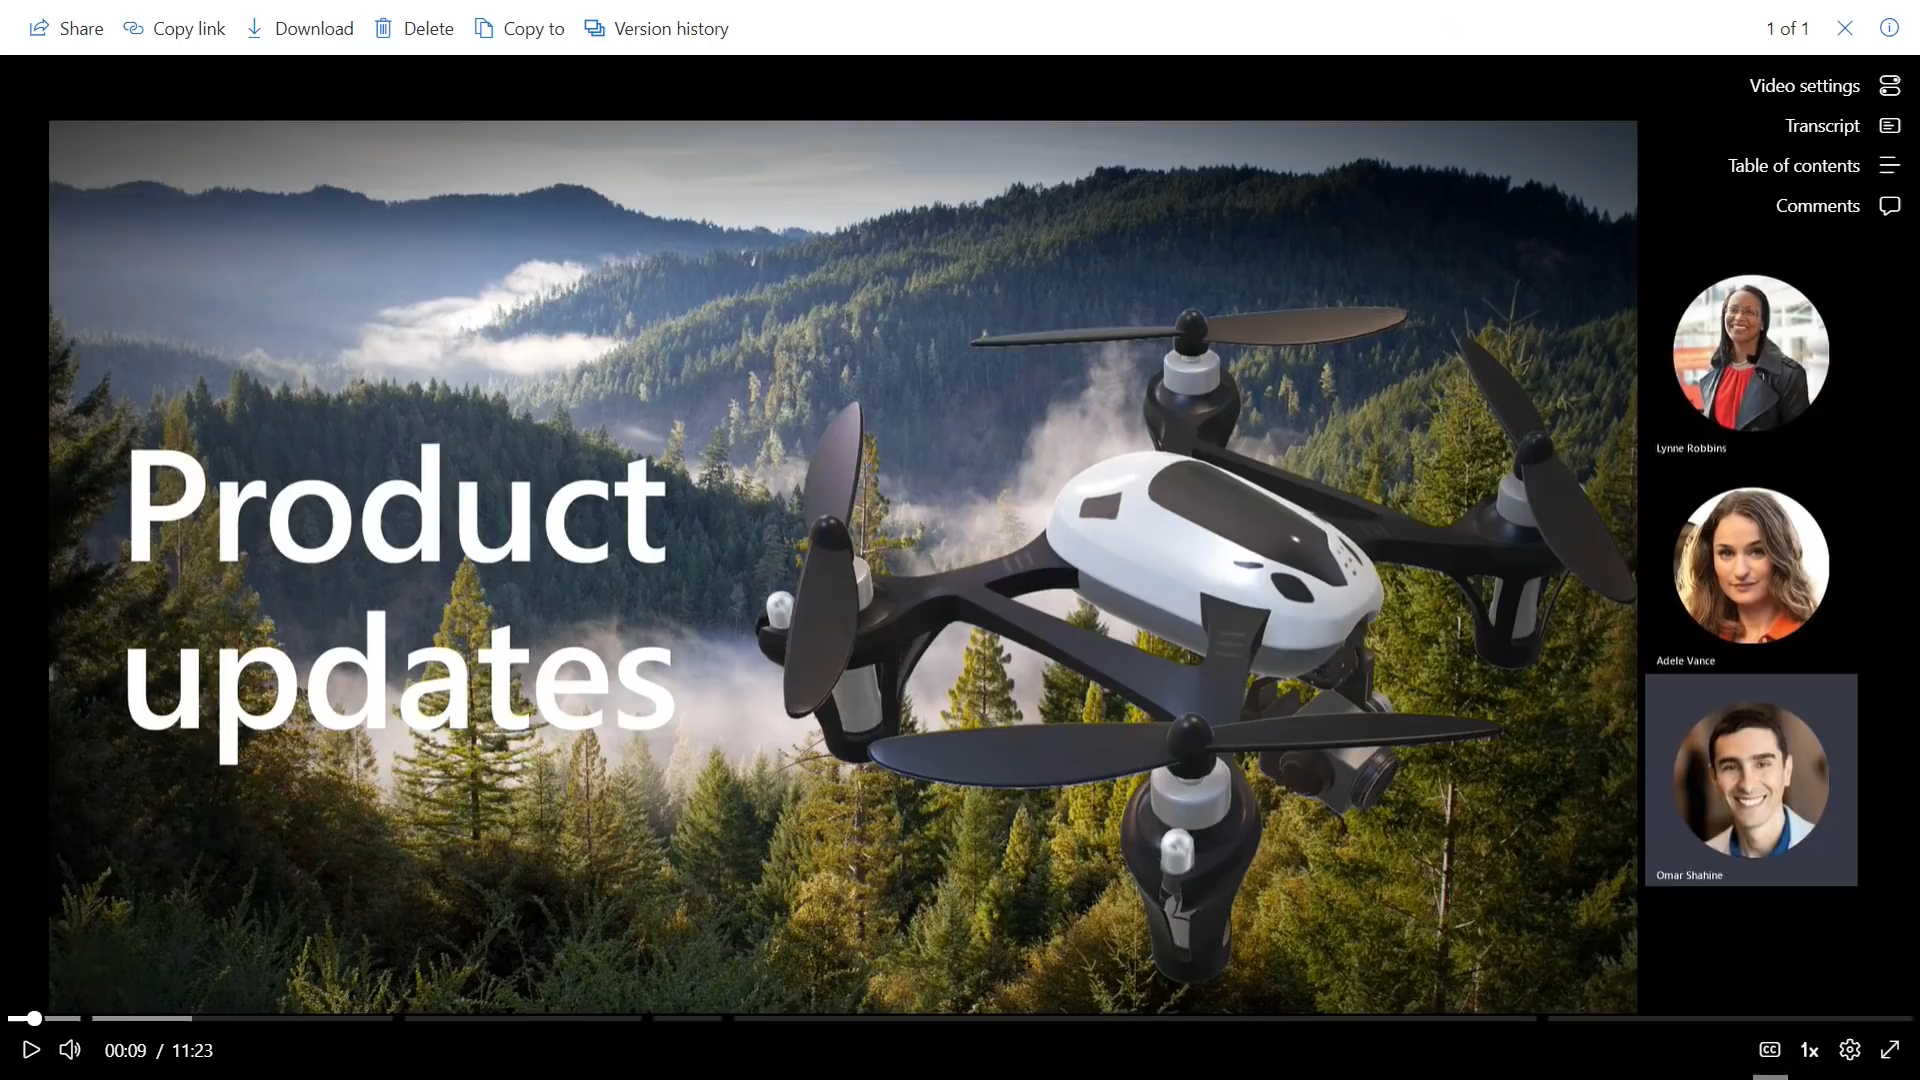 Share Copy link Download Delete Copy to Version history 1 of 1
Video settings
Transcript
Table of contents
Comments
Product
updates
Lynne Robbins
Adele Vance
Omar Shahine
00:09 / 11:23 CC 1x